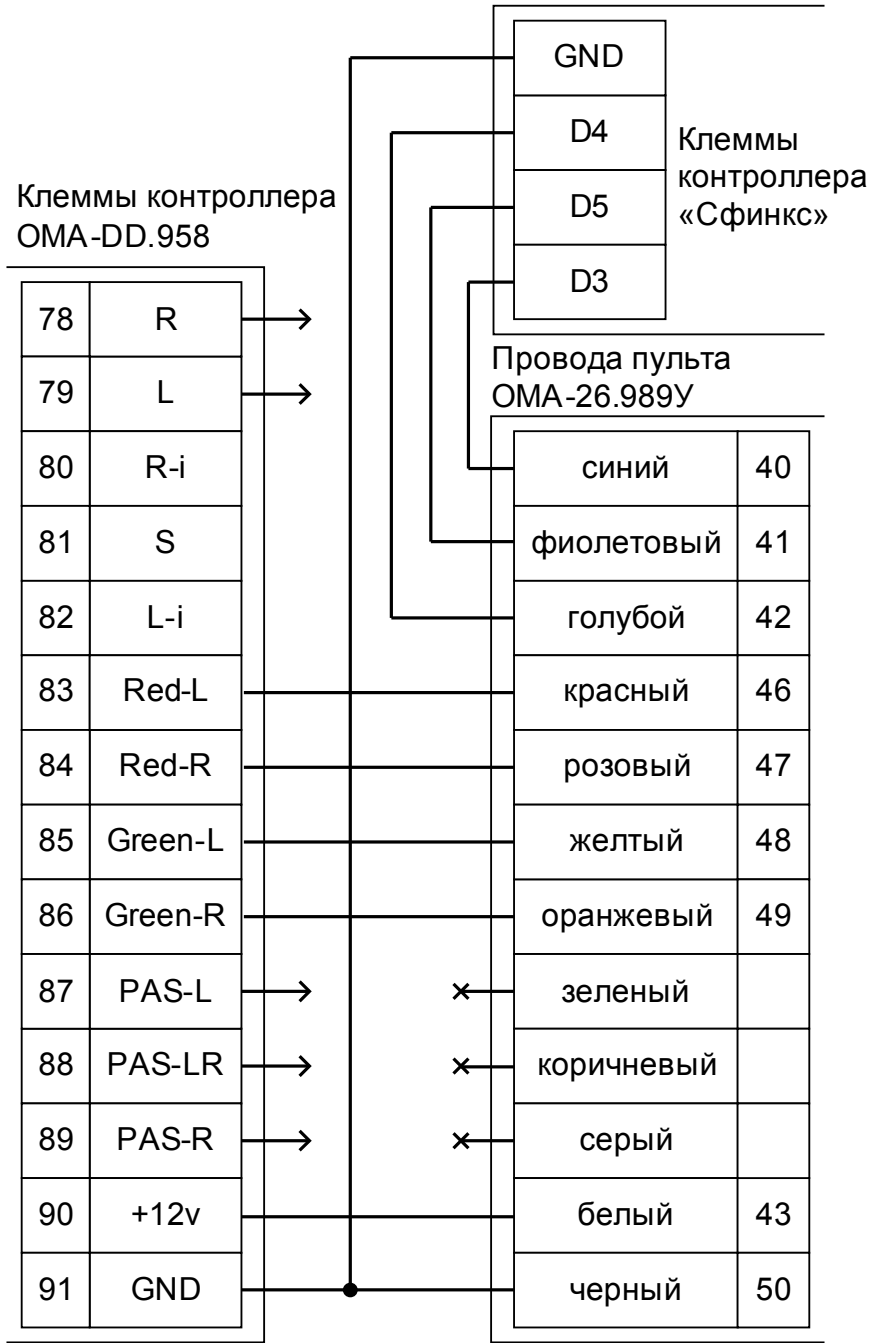 GND
D4
D5
D3
Клеммы
контроллера
«Сфинкс»
Клеммы контроллера
OMA-DD.958
78 R
79 L
80 R-i
81 S
82 L-i
83 Red-L
84 Red-R
85 Green-L
86 Green-R
87 PAS-L
88 PAS-LR
89 PAS-R
90 +12v
91 GND
Провода пульта
ОМА-26.989У
синий 40
фиолетовый 41
голубой 42
красный 46
розовый 47
желтый 48
оранжевый 49
зеленый
коричневый
серый
белый 43
черный 50